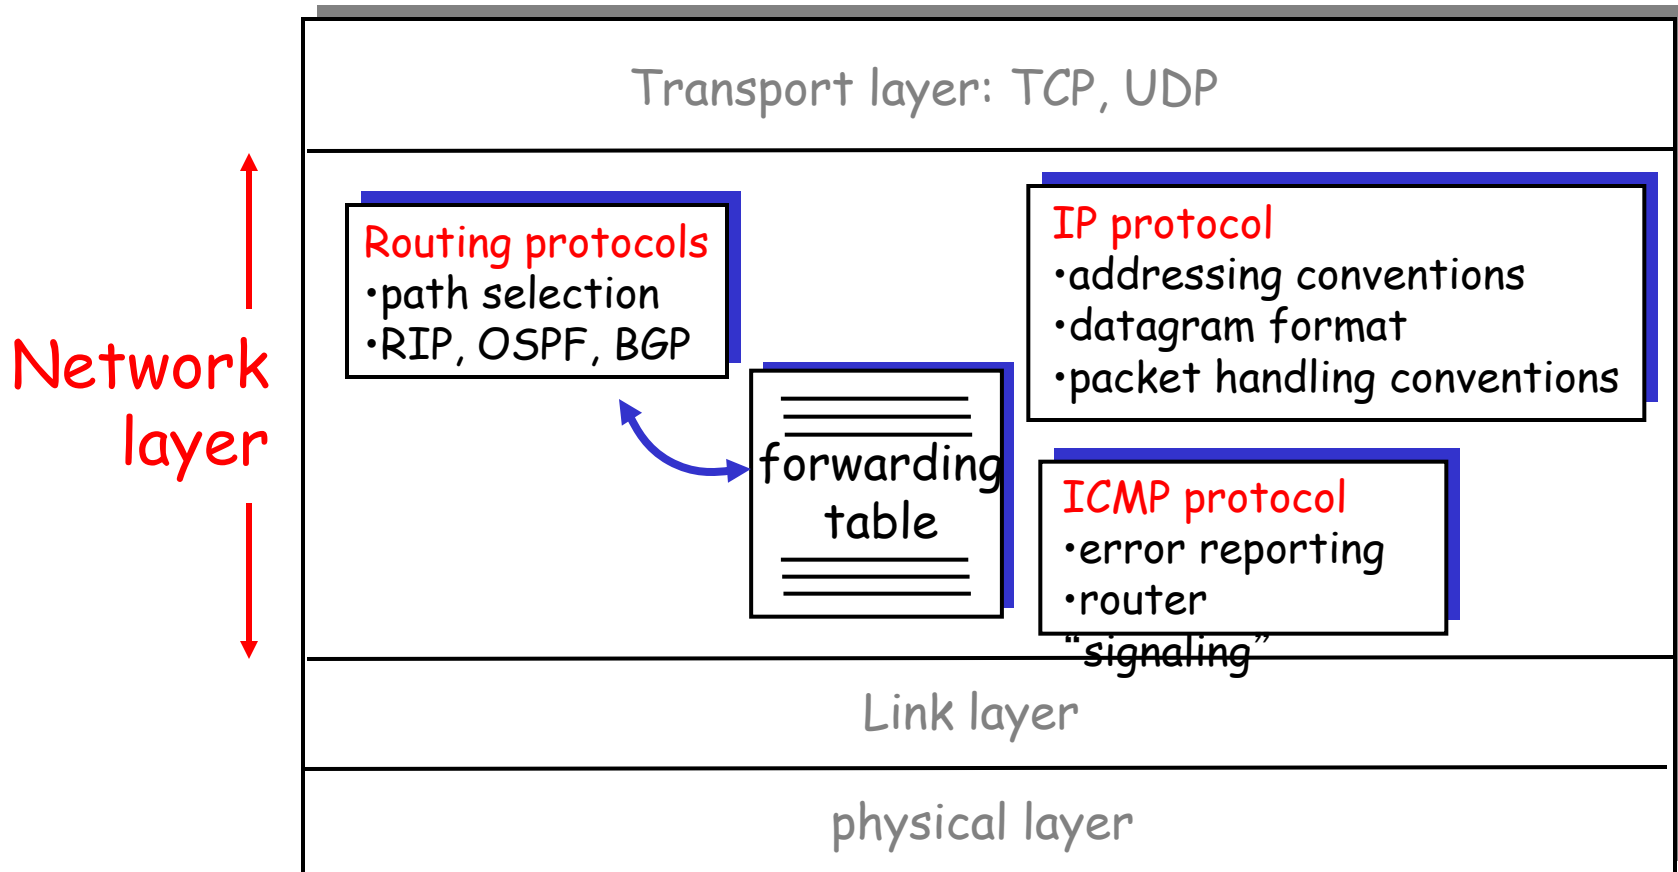 Transport layer: TCP, UDP
Network
layer
Routing protocols
•path selection
•RIP, OSPF, BGP
forwarding
table
IP protocol
•addressing conventions
•datagram format
•packet handling conventions
ICMP protocol
•error reporting
•router
“signaling”
Link layer
physical layer